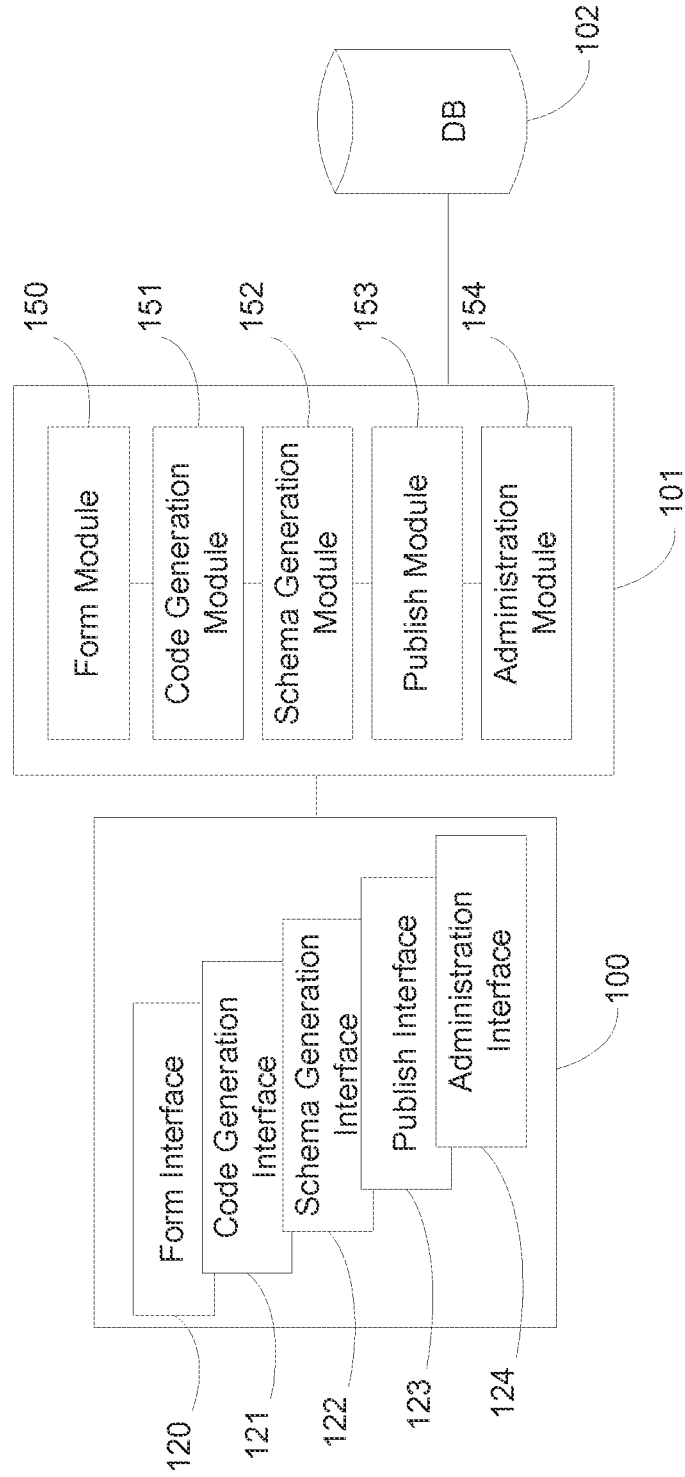 Form Interface
Code Generation
Interface
Schema Generation
Interface
Publish Interface
Administration
Interface
120
121
122
123
124
100
Form Module
Code Generation
Module
Schema Generation
Module
Publish Module
Administration
Module
150
151
152
153
154
101
DB
102